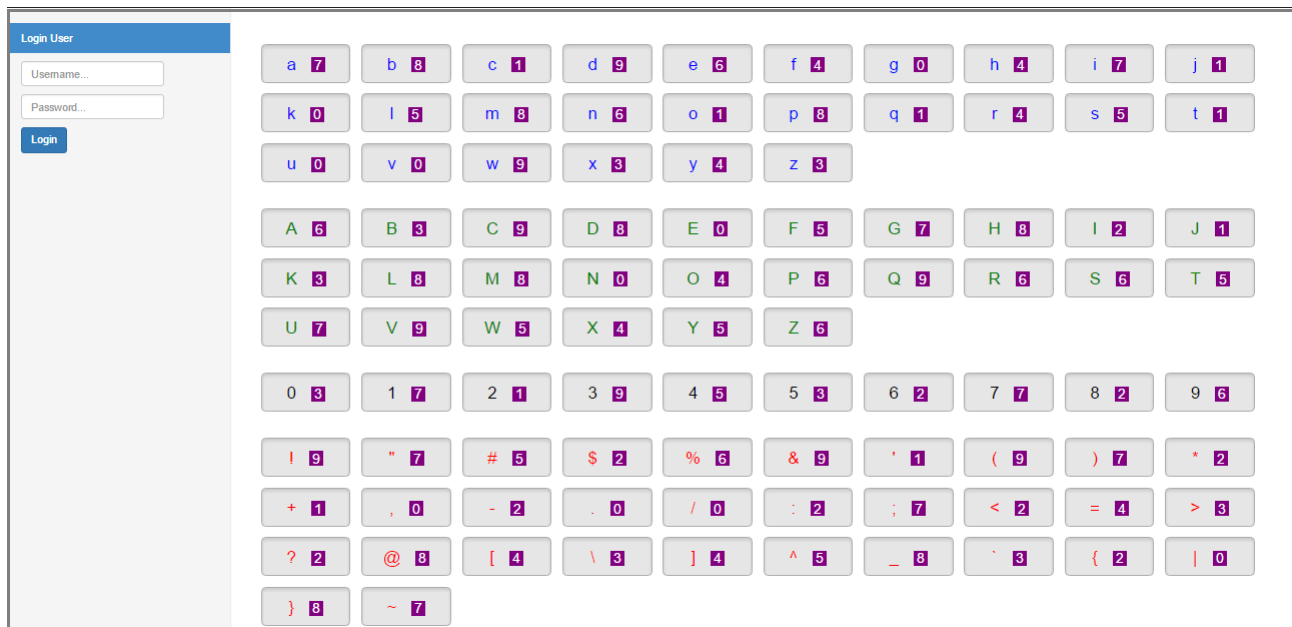 Login User
Username...
Password...
Login
a 7 b 8 c 1 d 9 e 6 f 4 g 0 h 4 i 7 j 1
k 0 l 5 m 8 n 6 o 1 p 8 q 1 r 4 s 5 t 1
u 0 v 0 w 9 x 3 y 4 z 3
A 6 B 3 C 9 D 8 E 0 F 5 G 7 H 8 I 2 J 1
K 3 L 8 M 8 N 0 O 4 P 6 Q 9 R 6 S 6 T 5
U 7 V 9 W 5 X 4 Y 5 Z 6
0 3 1 7 2 1 3 9 4 5 5 3 6 2 7 7 8 2 9 6
! 9 " 7 # 5 $ 2 % 6 & 9 ' 1 ( 9 ) 7 * 2
+ 1 , 0 - 2 . 0 / 0 : 2 ; 7 < 2 = 4 > 3
? 2 @ 8 [ 4 \ 3 ] 4 ^ 5 _ 8 ` 3 { 2 | 0
} 8 ~ 7